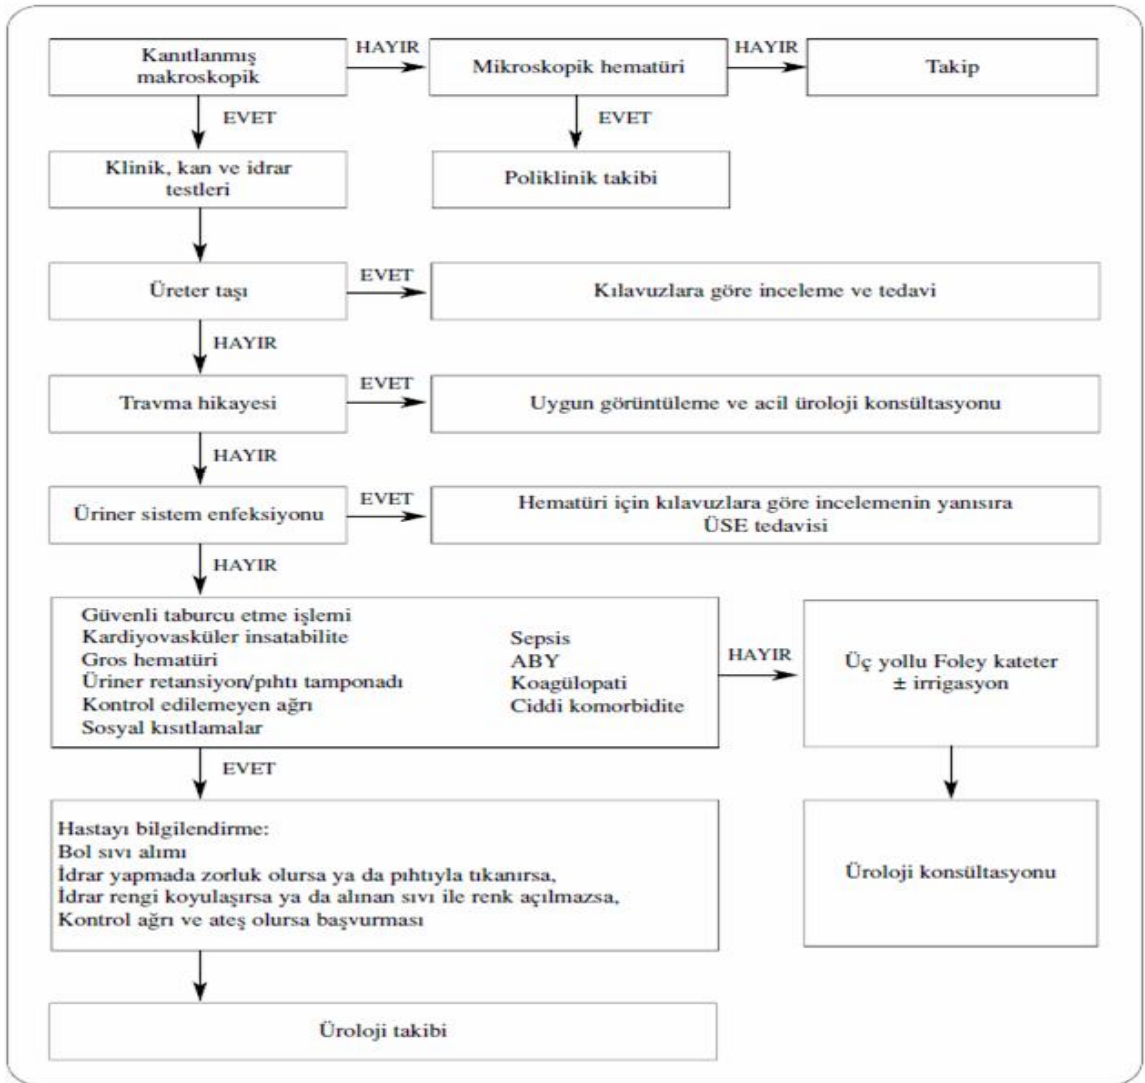 Kanıtlanmış
makroskopik
HAYIR
Mikroskopik hematüri
HAYIR
Takip
EVET
EVET
Klinik, kan ve idrar
testleri
Poliklinik takibi
Üreter taşı
EVET
Kılavuzlara göre inceleme ve tedavi
HAYIR
Travma hikayesi
EVET
Uygun görüntüleme ve acil üroloji konsültasyonu
HAYIR
Üriner sistem enfeksiyonu
EVET
Hematüri için kılavuzlara göre incelemenin yanısıra
ÜSE tedavisi
HAYIR
Güvenli taburcu etme işlemi
Kardiyovasküler insatabilite
Gros hematüri
Üriner retansiyon/pıhtı tamponadı
Kontrol edilemeyen ağrı
Sosyal kısıtlamalar
Sepsis
ABY
Koagülopati
Ciddi komorbidite
HAYIR
Üç yollu Foley kateter
± irrigasyon
EVET
Hastayı bilgilendirme:
Bol sıvı alımı
İdrar yapmada zorluk olursa ya da pıhtıyla tıkanırsa,
İdrar rengi koyulaşırsa ya da alınan sıvı ile renk açılmazsa,
Kontrol ağrı ve ateş olursa başvurması
Üroloji konsültasyonu
Üroloji takibi